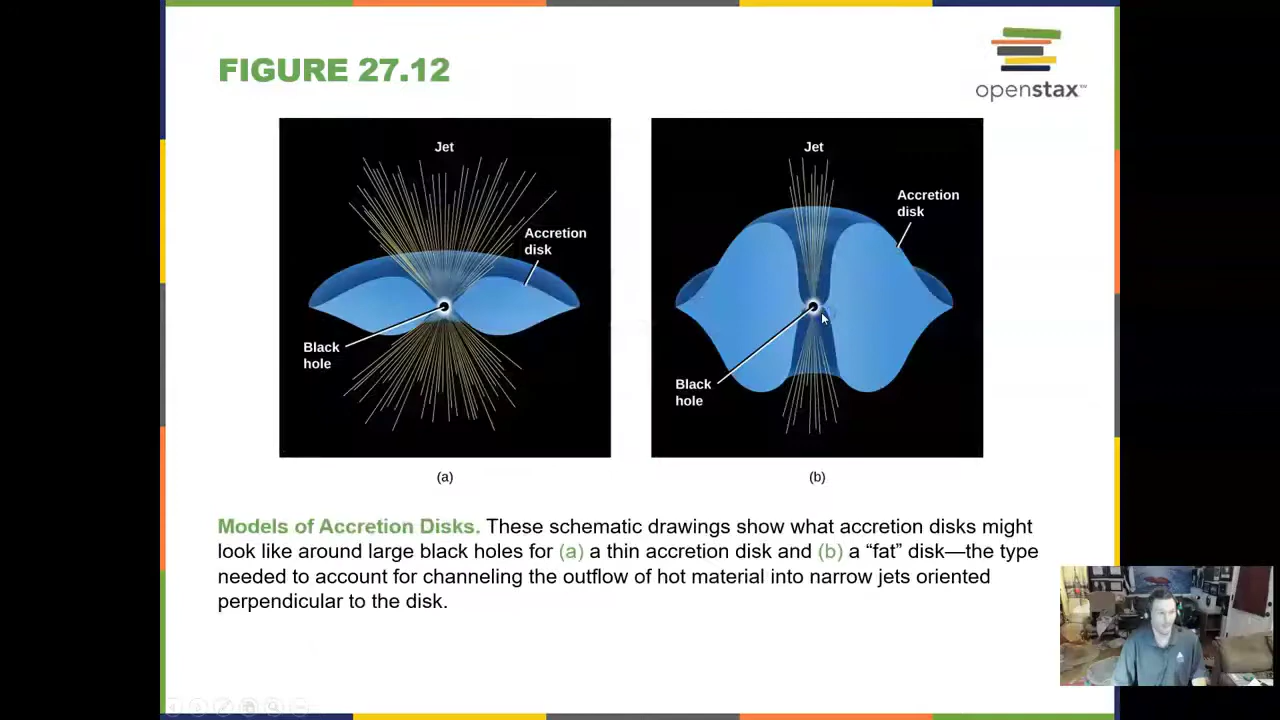 FIGURE 27.12
openstax™
Jet
Accretion
disk
Black
hole
(a)
Jet
Accretion
disk
Black
hole
(b)
Models of Accretion Disks. These schematic drawings show what accretion disks might
look like around large black holes for (a) a thin accretion disk and (b) a “fat” disk—the type
needed to account for channeling the outflow of hot material into narrow jets oriented
perpendicular to the disk.